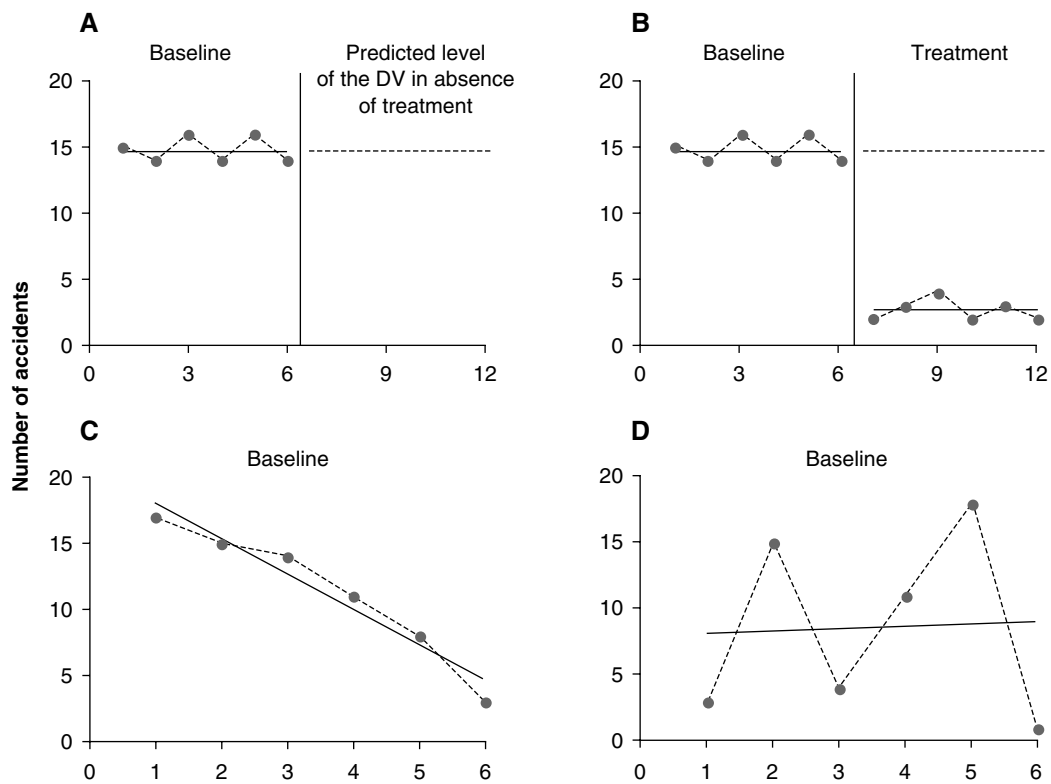 A
Baseline
Predicted level
of the DV in absence
of treatment
20
15
10
5
0
0 3 6 9 12
B
Baseline
Treatment
20
15
10
5
0
0 3 6 9 12
Number of accidents
C
Baseline
20
15
10
5
0
0 1 2 3 4 5 6
D
Baseline
20
15
10
5
0
0 1 2 3 4 5 6